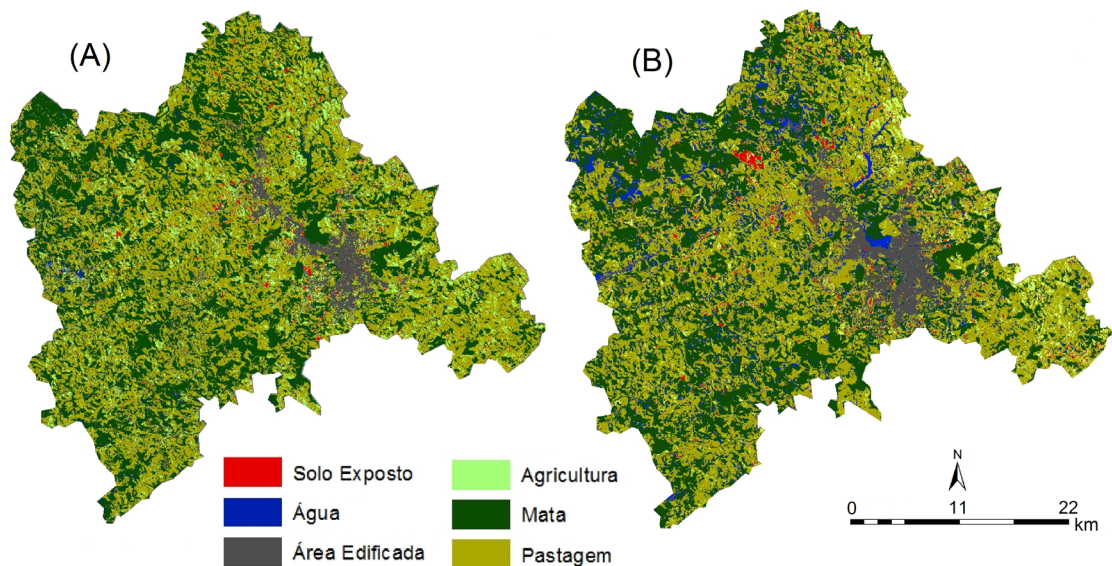 (A)
(B)
Solo Exposto
Agricultura
Água
Mata
Área Edificada
Pastagem
N
0 11 22
km